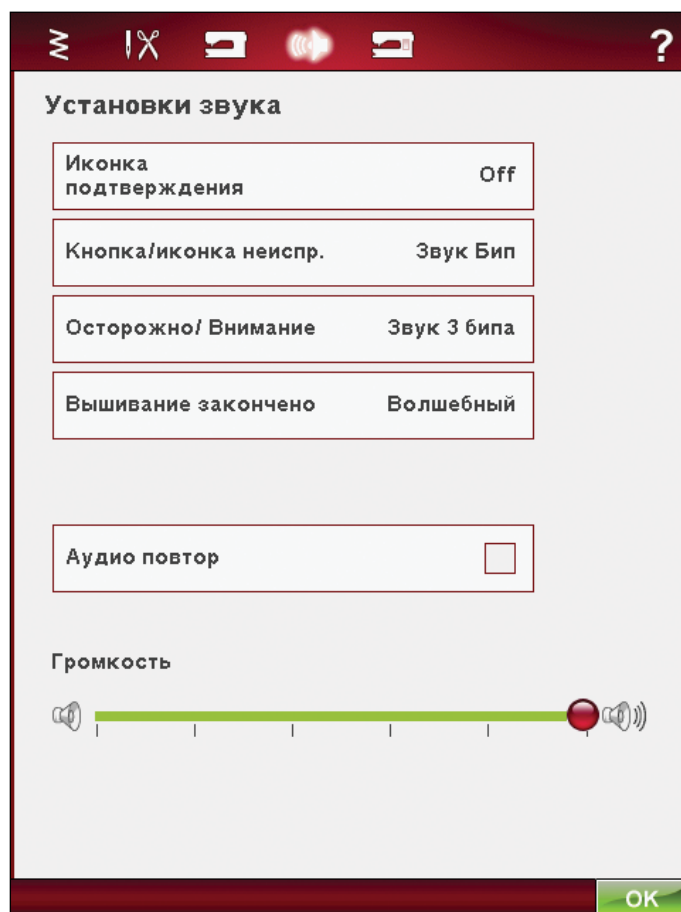 ?
Установки звука
Иконка
подтверждения
Off
Кнопка/иконка неиспр.
Звук Бип
Осторожно/ Внимание
Звук 3 бипа
Вышивание закончено
Волшебный
Аудио повтор
Громкость
OK